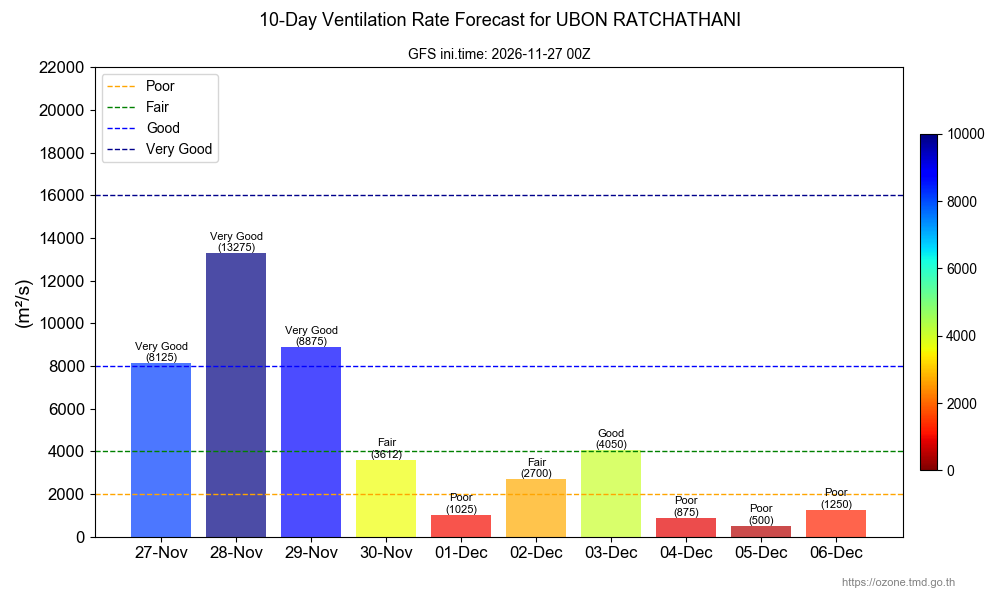 10-Day Ventilation Rate Forecast for UBON RATCHATHANI
GFS ini.time: 2026-11-27 00Z
(m²/s)
22000
20000
18000
16000
14000
12000
10000
8000
6000
4000
2000
0
Poor
Fair
Good
Very Good
Very Good
(8125)
Very Good
(13275)
Very Good
(8875)
Fair
(3612)
Poor
(1025)
Fair
(2700)
Good
(4050)
Poor
(875)
Poor
(500)
Poor
(1250)
27-Nov 28-Nov 29-Nov 30-Nov 01-Dec 02-Dec 03-Dec 04-Dec 05-Dec 06-Dec
10000
8000
6000
4000
2000
0
https://ozone.tmd.go.th